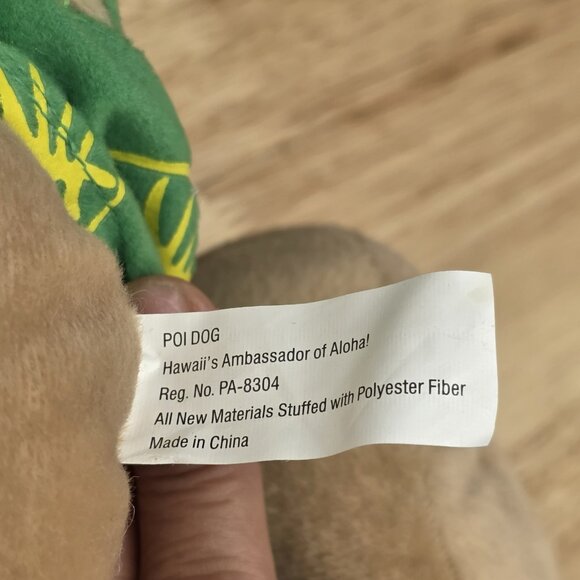 POI DOG
Hawaii's Ambassador of Aloha!
Reg. No. PA-8304
All New Materials Stuffed with Polyester Fiber
Made in China